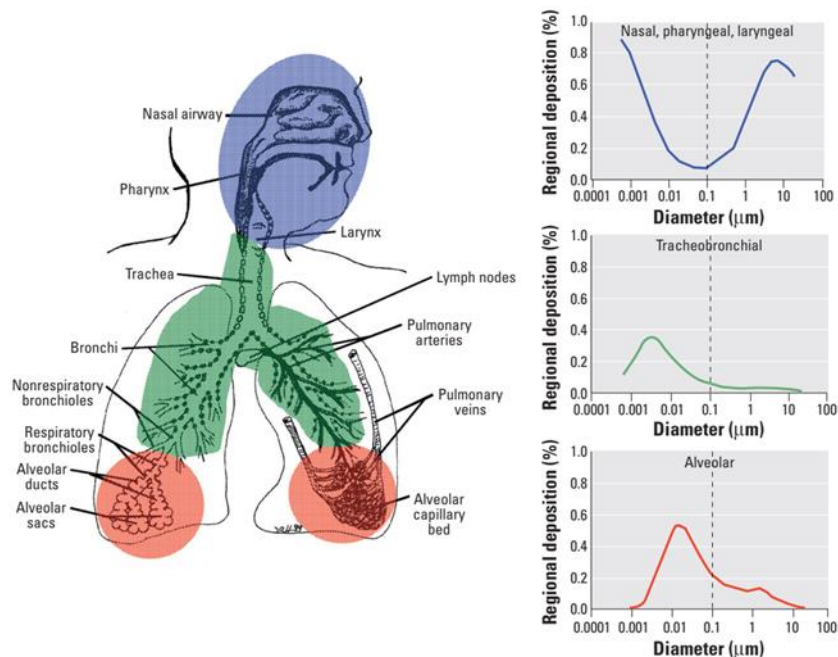 Nasal airway
Pharynx
Larynx
Trachea
Lymph nodes
Bronchi
Pulmonary
arteries
Nonrespiratory
bronchioles
Pulmonary
veins
Respiratory
bronchioles
Alveolar
ducts
Alveolar
sacs
Alveolar
capillary
bed
Regional deposition (%)
1.0
0.8
0.6
0.4
0.2
0.0
Nasal, pharyngeal, laryngeal
0.0001 0.001 0.01 0.1 1 10 100
Diameter (μm)
Regional deposition (%)
1.0
0.8
0.6
0.4
0.2
0.0
Tracheobronchial
0.0001 0.001 0.01 0.1 1 10 100
Diameter (μm)
Regional deposition (%)
1.0
0.8
0.6
0.4
0.2
0.0
Alveolar
0.0001 0.001 0.01 0.1 1 10 100
Diameter (μm)